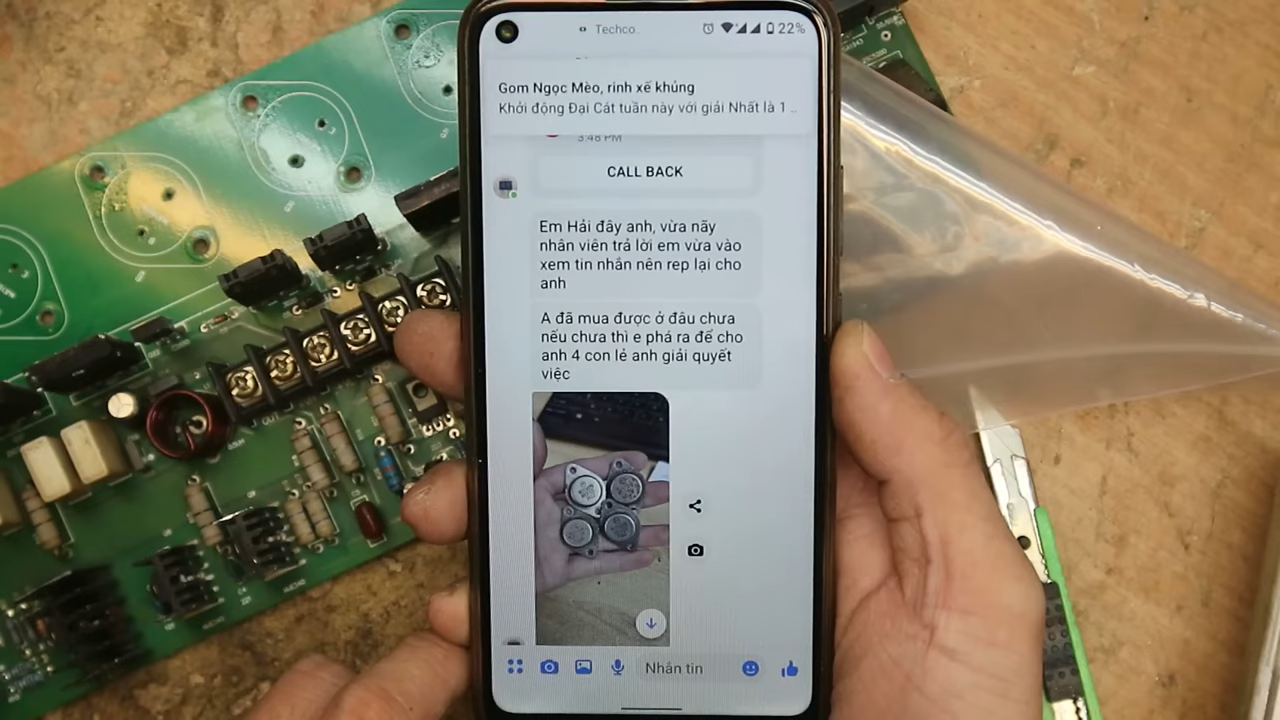 Techco.
22%
Gom Ngọc Mèo, rinh xế khủng
Khởi động Đại Cát tuần này với giải Nhất là 1 ..
3:48 PM
CALL BACK
Em Hải đây anh, vừa nãy
nhân viên trả lời em vừa vào
xem tin nhắn nên rep lại cho
anh
A đã mua được ở đâu chưa
nếu chưa thì e phá ra để cho
anh 4 con lẻ anh giải quyết
việc
Nhắn tin
OUT